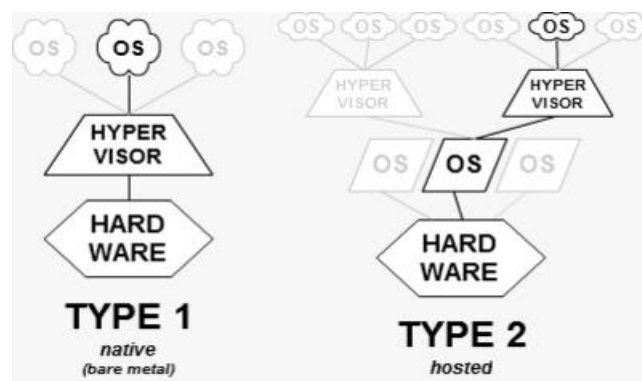 OS OS OS
HYPER
VISOR
HARD
WARE
TYPE 1
native
(bare metal)
OS OS OS OS OS OS
HYPER
VISOR
HYPER
VISOR
OS OS OS
HARD
WARE
TYPE 2
hosted